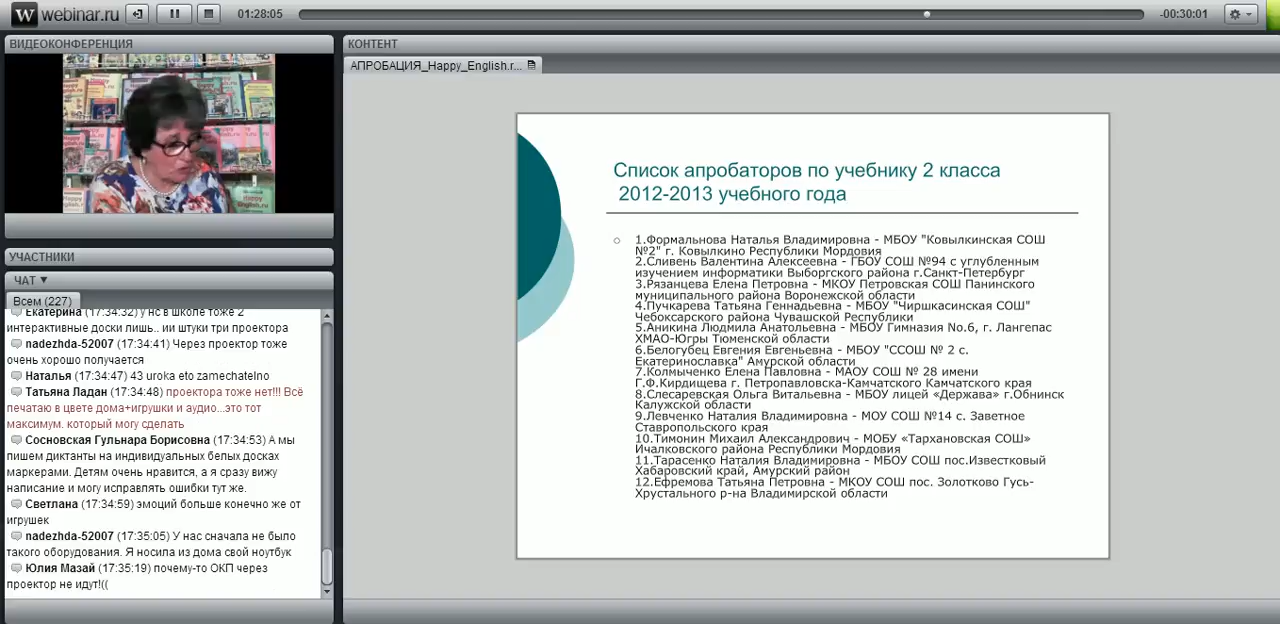 W webinar.ru 01:28:05 -00:30:01
ВИДЕОКОНФЕРЕНЦИЯ
УЧАСТНИКИ
ЧАТ ▼
Всем (227)
Екатерина (17:34:32) у нс в школе тоже 2
интерактивные доски лишь.. ии штуки три проектора
nadezhda-52007 (17:34:41) Через проектор тоже
очень хорошо получается
Наталья (17:34:47) 43 uroka eto zamechatelno
Татьяна Ладан (17:34:48) проектора тоже нет!!! Всё
печатаю в цвете дома+игрушки и аудио...это тот
максимум. который могу сделать
Сосновская Гульнара Борисовна (17:34:53) А мы
пишем диктанты на индивидуальных белых досках
маркерами. Детям очень нравится, а я сразу вижу
написание и могу исправлять ошибки тут же.
Светлана (17:34:59) эмоций больше конечно же от
игрушек
nadezhda-52007 (17:35:05) У нас сначала не было
такого оборудования. Я носила из дома свой ноутбук
Юлия Мазай (17:35:19) почему-то ОКП через
проектор не идут!((
КОНТЕНТ
АПРОБАЦИЯ_Happy_English.r...
Список апробаторов по учебнику 2 класса
2012-2013 учебного года
1.Формальнова Наталья Владимировна - МБОУ "Ковылкинская СОШ
№2" г. Ковылкино Республики Мордовия
2.Сливень Валентина Алексеевна - ГБОУ СОШ №94 с углубленным
изучением информатики Выборгского района г.Санкт-Петербург
3.Рязанцева Елена Петровна - МКОУ Петровская СОШ Панинского
муниципального района Воронежской области
4.Пучкарева Татьяна Геннадьевна - МБОУ "Чиршкасинская СОШ"
Чебоксарского района Чувашской Республики
5.Аникина Людмила Анатольевна - МБОУ Гимназия No.6, г. Лангепас
ХМАО-Югры Тюменской области
6.Белогубец Евгения Евгеньевна - МБОУ "ССОШ № 2 с.
Екатеринославка" Амурской области
7.Колмыченко Елена Павловна - МАОУ СОШ № 28 имени
Г.Ф.Кирдищева г. Петропавловска-Камчатского Камчатского края
8.Слесаревская Ольга Витальевна - МБОУ лицей «Держава» г.Обнинск
Калужской области
9.Левченко Наталия Владимировна - МОУ СОШ №14 с. Заветное
Ставропольского края
10.Тимонин Михаил Александрович - МОБУ «Тархановская СОШ»
Ичалковского района Республики Мордовия
11.Тарасенко Наталия Владимировна - МБОУ СОШ пос.Известковый
Хабаровский край, Амурский район
12.Ефремова Татьяна Петровна - МКОУ СОШ пос. Золотково Гусь-
Хрустального р-на Владимирской области